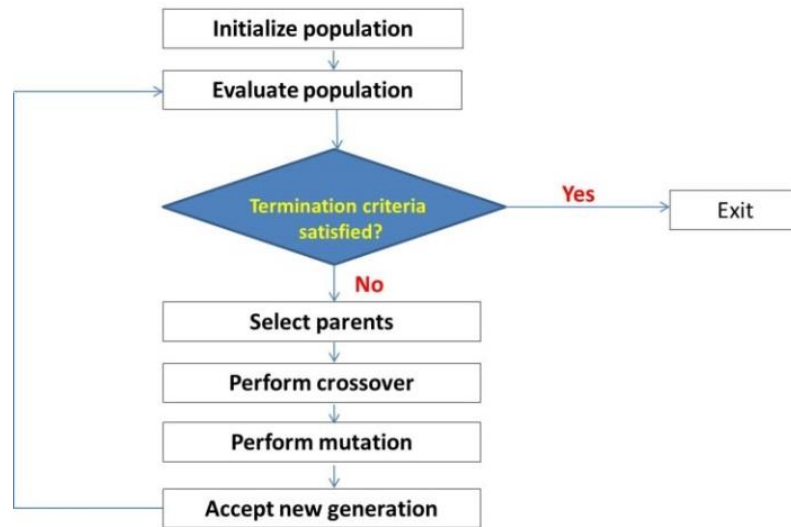 Initialize population
Evaluate population
Termination criteria
satisfied?
Yes
Exit
No
Select parents
Perform crossover
Perform mutation
Accept new generation